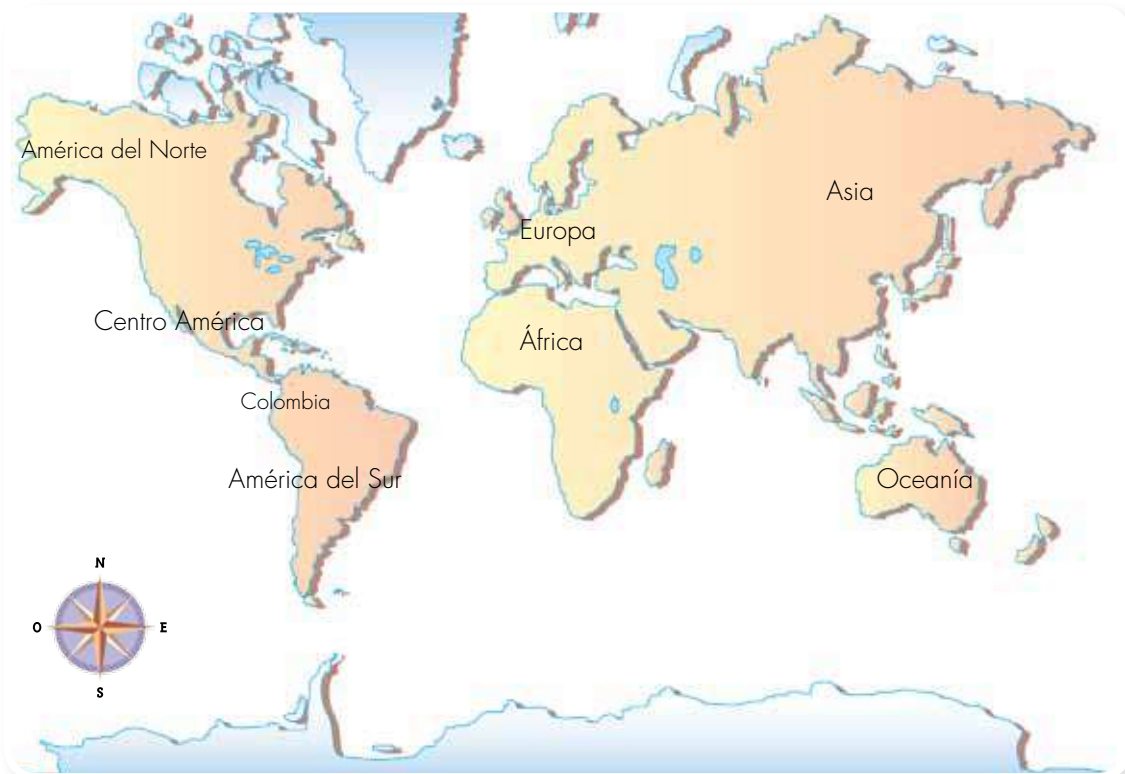 América del Norte
Asia
Europa
Centro América
África
Colombia
América del Sur
Oceanía
N
O
E
S